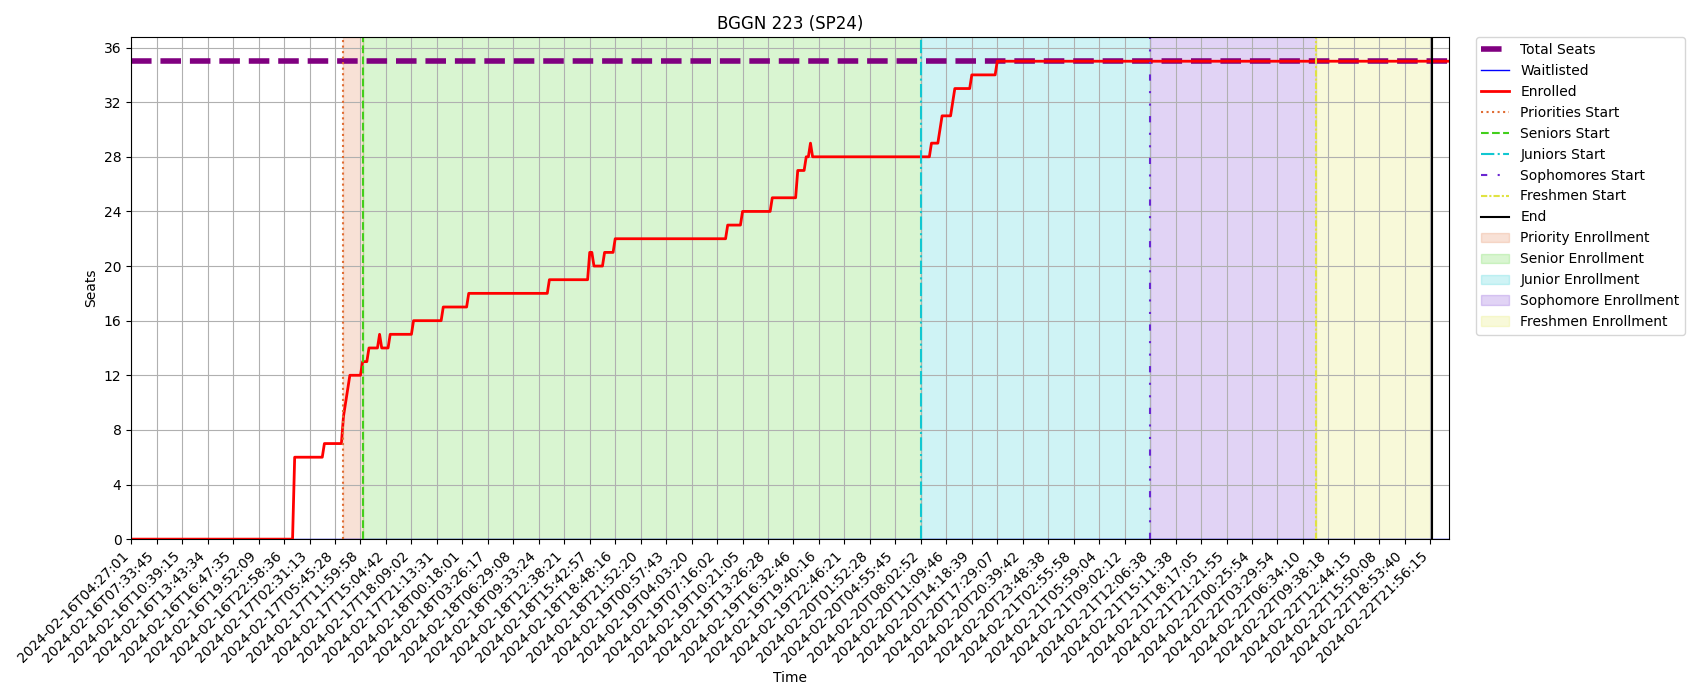 BGGN 223 (SP24)
Seats
36
32
28
24
20
16
12
8
4
0
2024-02-16T04:27:01
2024-02-16T07:33:45
2024-02-16T10:39:15
2024-02-16T13:43:34
2024-02-16T16:47:35
2024-02-16T19:52:09
2024-02-16T22:58:36
2024-02-17T02:31:13
2024-02-17T05:45:28
2024-02-17T11:59:58
2024-02-17T15:04:42
2024-02-17T18:09:02
2024-02-17T21:13:31
2024-02-18T00:18:01
2024-02-18T03:26:17
2024-02-18T06:29:08
2024-02-18T09:33:24
2024-02-18T12:38:21
2024-02-18T15:42:57
2024-02-18T18:48:16
2024-02-18T21:52:20
2024-02-19T00:57:43
2024-02-19T04:03:20
2024-02-19T07:16:02
2024-02-19T10:21:05
2024-02-19T13:26:28
2024-02-19T16:32:46
2024-02-19T19:40:16
2024-02-19T22:46:21
2024-02-20T01:52:28
2024-02-20T04:55:45
2024-02-20T08:02:52
2024-02-20T11:09:46
2024-02-20T14:18:39
2024-02-20T17:29:07
2024-02-20T20:39:42
2024-02-20T23:48:38
2024-02-21T02:55:58
2024-02-21T05:59:04
2024-02-21T09:02:12
2024-02-21T12:06:38
2024-02-21T15:11:38
2024-02-21T18:17:05
2024-02-21T21:21:55
2024-02-22T00:25:54
2024-02-22T03:29:54
2024-02-22T06:34:10
2024-02-22T09:38:18
2024-02-22T12:44:15
2024-02-22T15:50:08
2024-02-22T18:53:40
2024-02-22T21:56:15
Time
Total Seats
Waitlisted
Enrolled
Priorities Start
Seniors Start
Juniors Start
Sophomores Start
Freshmen Start
End
Priority Enrollment
Senior Enrollment
Junior Enrollment
Sophomore Enrollment
Freshmen Enrollment